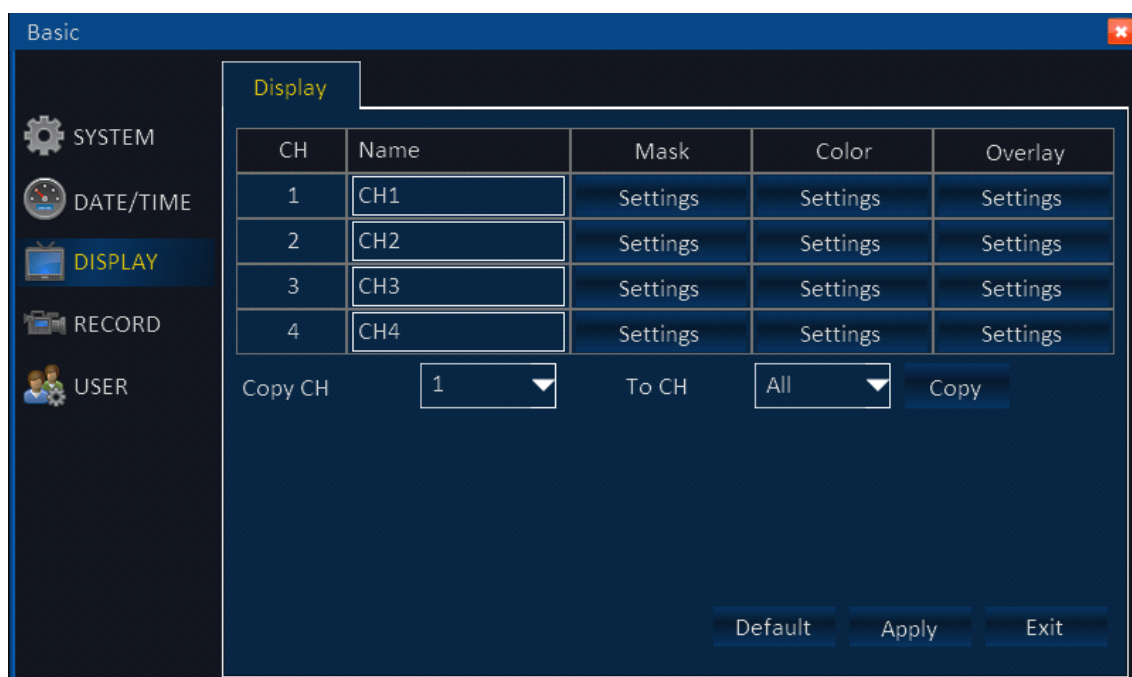 Basic
Display
SYSTEM
DATE/TIME
DISPLAY
RECORD
USER
CH Name Mask Color Overlay
1 CH1 Settings Settings Settings
2 CH2 Settings Settings Settings
3 CH3 Settings Settings Settings
4 CH4 Settings Settings Settings
Copy CH 1 To CH All Copy
Default Apply Exit